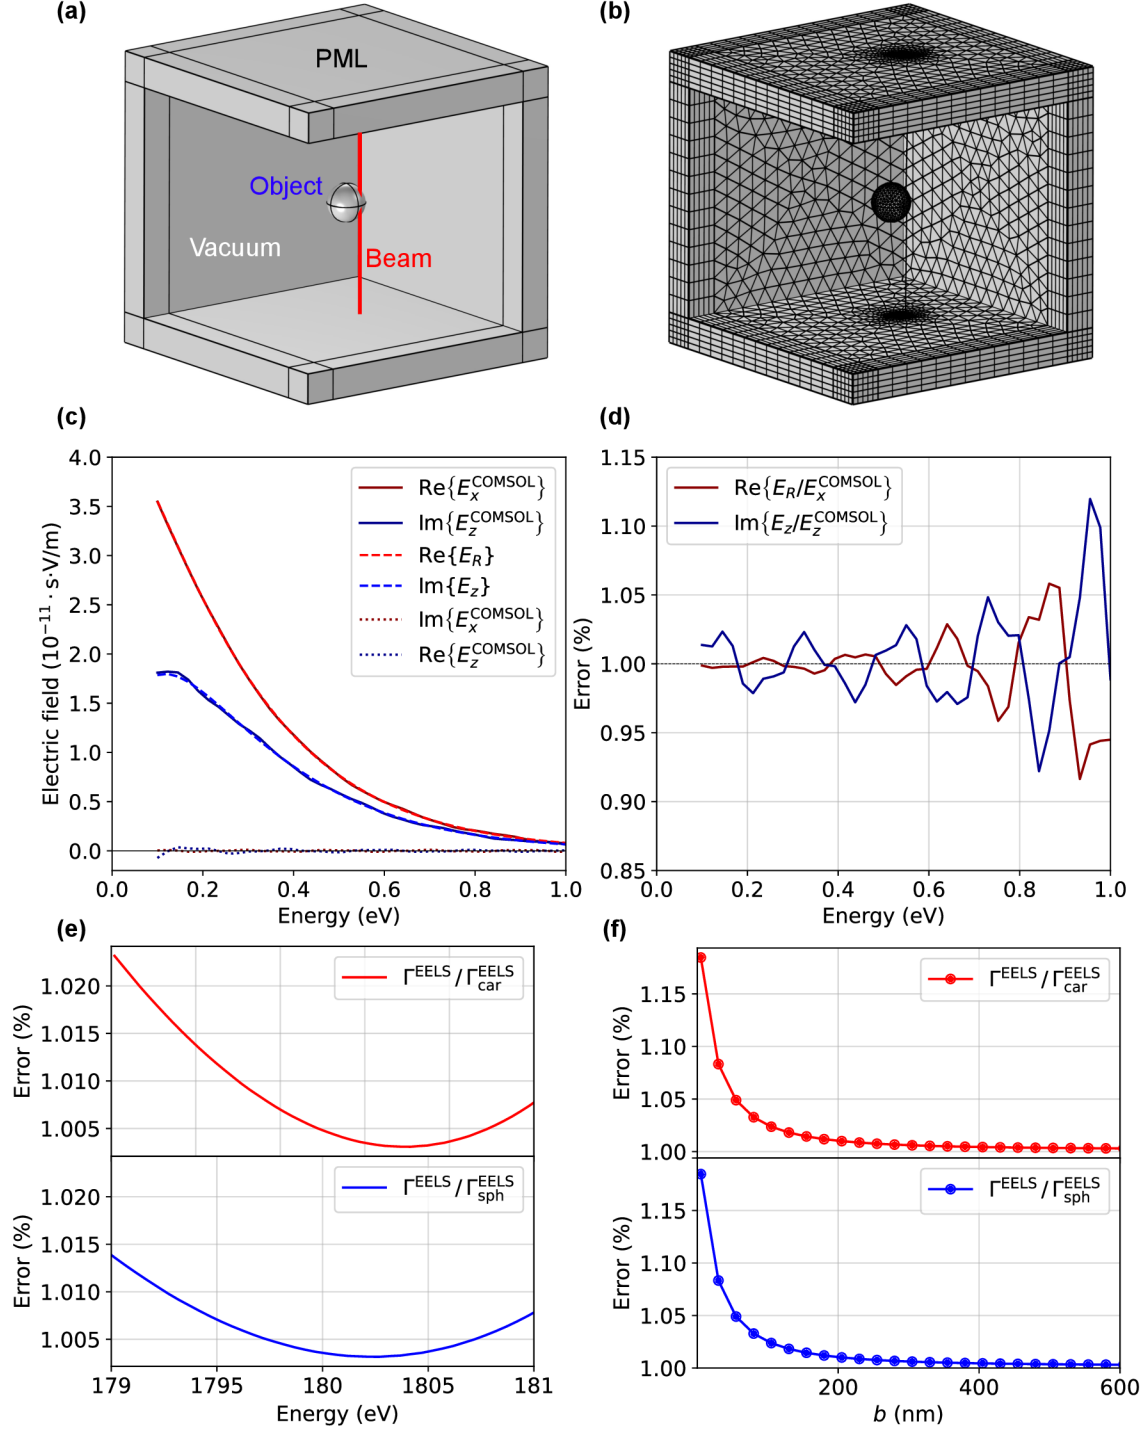 (a)
PML
Object
Vacuum
Beam
(b)
(c)
4.0
3.5
3.0
2.5
2.0
1.5
1.0
0.5
0.0
Electric field (10⁻¹¹ · s·V/m)
Re{E_x^COMSOL}
Im{E_z^COMSOL}
Re{E_R}
Im{E_z}
Im{E_x^COMSOL}
Re{E_z^COMSOL}
0.0 0.2 0.4 0.6 0.8 1.0
Energy (eV)
(d)
1.15
1.10
1.05
1.00
0.95
0.90
0.85
Error (%)
Re{E_R/E_x^COMSOL}
Im{E_z/E_z^COMSOL}
0.0 0.2 0.4 0.6 0.8 1.0
Energy (eV)
(e)
1.020
1.015
1.010
1.005
Error (%)
Γ^EELS/Γ_car^EELS
1.020
1.015
1.010
1.005
Error (%)
Γ^EELS/Γ_sph^EELS
179 1795 180 1805 181
Energy (eV)
(f)
1.15
1.10
1.05
1.00
Error (%)
Γ^EELS/Γ_car^EELS
1.15
1.10
1.05
1.00
Error (%)
Γ^EELS/Γ_sph^EELS
200 400 600
b (nm)